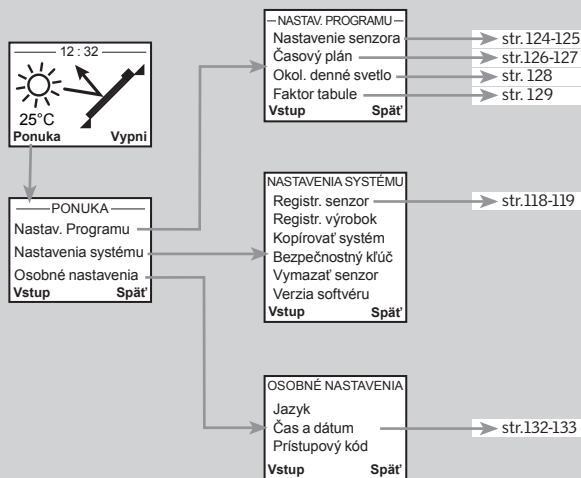 12 : 32
25°C
Ponuka Vypni
PONUKA
Nastav. Programu
Nastavenia systému
Osobné nastavenia
Vstup Späť
NASTAV. PROGRAMU
Nastavenie senzora str.124-125
Časový plán str.126-127
Okol. denné svetlo str. 128
Faktor tabule str. 129
Vstup Späť
NASTAVENIA SYSTÉMU
Registr. senzor str.118-119
Registr. výrobok
Kopírovať systém
Bezpečnostný kľúč
Vymazať senzor
Verzia softvéru
Vstup Späť
OSOBNÉ NASTAVENIA
Jazyk
Čas a dátum str.132-133
Prístupový kód
Vstup Späť